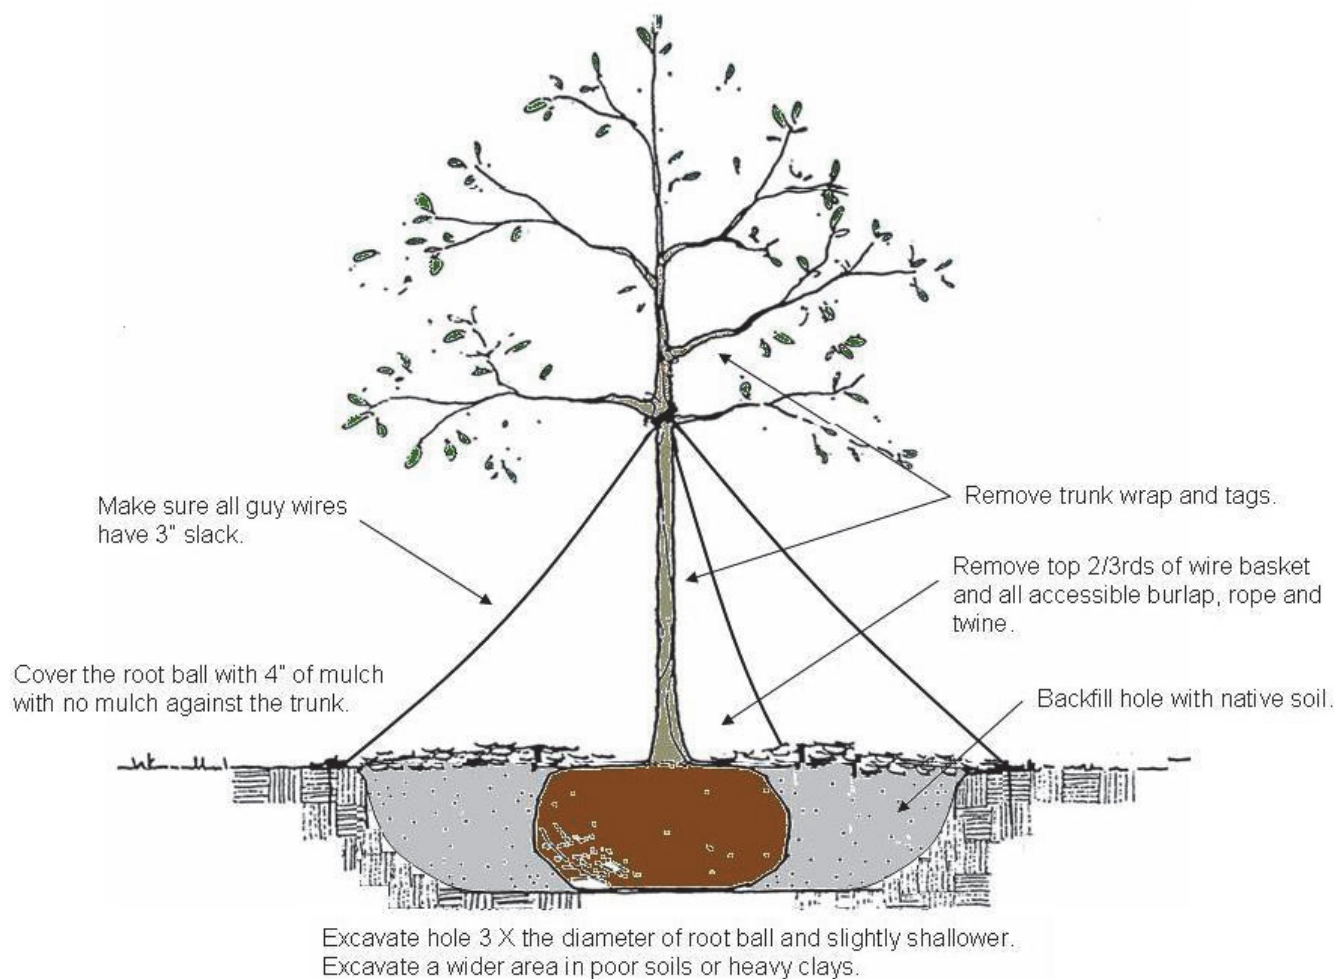 Make sure all guy wires
have 3" slack.
Remove trunk wrap and tags.
Remove top 2/3rds of wire basket
and all accessible burlap, rope and
twine.
Cover the root ball with 4" of mulch
with no mulch against the trunk.
Backfill hole with native soil.
Excavate hole 3 X the diameter of root ball and slightly shallower.
Excavate a wider area in poor soils or heavy clays.